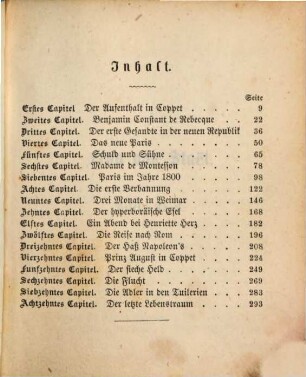 Inhalt.
Seite
Erstes Capitel. Der Aufenthalt in Coppet . . . . . 9
Zweites Capitel. Benjamin Constant de Rebecque . . 22
Drittes Capitel. Der erste Gesandte in der neuen Republik 36
Viertes Capitel. Das neue Paris . . . . . 50
Fünftes Capitel. Schuld und Sühne . . . . . 65
Sechstes Capitel. Madame de Montesson . . . . . 78
Siebentes Capitel. Paris im Jahre 1800 . . . . . 98
Achtes Capitel. Die erste Verbannung . . . . . 122
Neuntes Capitel. Drei Monate in Weimar . . . . . 146
Zehntes Capitel. Der hyperboräische Esel . . . . . 168
Elftes Capitel. Ein Abend bei Henriette Herz . . . 182
Zwölftes Capitel. Die Reise nach Rom . . . . . 196
Dreizehntes Capitel. Der Haß Napoleon's . . . . . 208
Vierzehntes Capitel. Prinz August in Coppet . . . . 224
Funfzehntes Capitel. Der sieche Held . . . . . 249
Sechzehntes Capitel. Die Flucht . . . . . 269
Siebzehntes Capitel. Die Adler in den Tuilerien . . . 283
Achtzehntes Capitel. Der letzte Lebenstraum . . . . 293